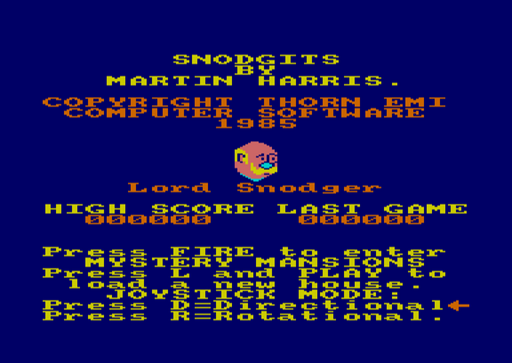 SNODGITS
BY
MARTIN HARRIS.
COPYRIGHT THORN EMI
COMPUTER SOFTWARE
1985
Lord Snodger
HIGH SCORE LAST GAME
000000 000000
Press FIRE to enter
MYSTERY MANSIONS
Press L and PLAY to
load a new house.
JOYSTICK MODE:
Press D=Directional←
Press R=Rotational.